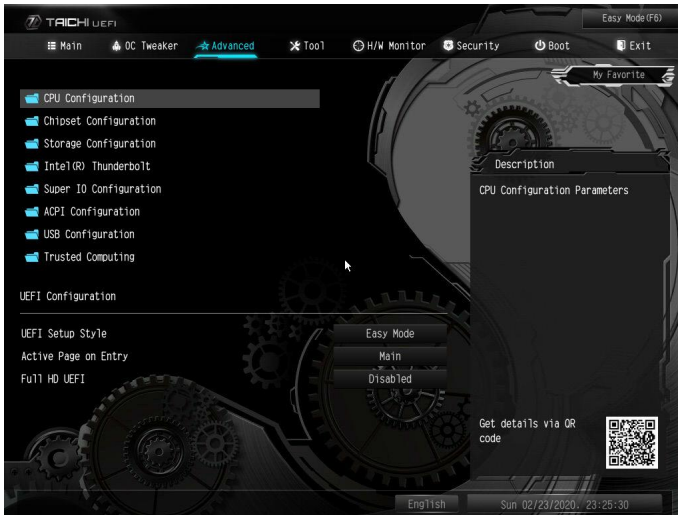 TAICHI UEFI
Easy Mode(F6)
Main
OC Tweaker
Advanced
Tool
H/W Monitor
Security
Boot
Exit
My Favorite
CPU Configuration
Chipset Configuration
Storage Configuration
Intel(R) Thunderbolt
Super IO Configuration
ACPI Configuration
USB Configuration
Trusted Computing
Description
CPU Configuration Parameters
UEFI Configuration
UEFI Setup Style Easy Mode
Active Page on Entry Main
Full HD UEFI Disabled
Get details via QR
code
English
Sun 02/23/2020. 23:25:30